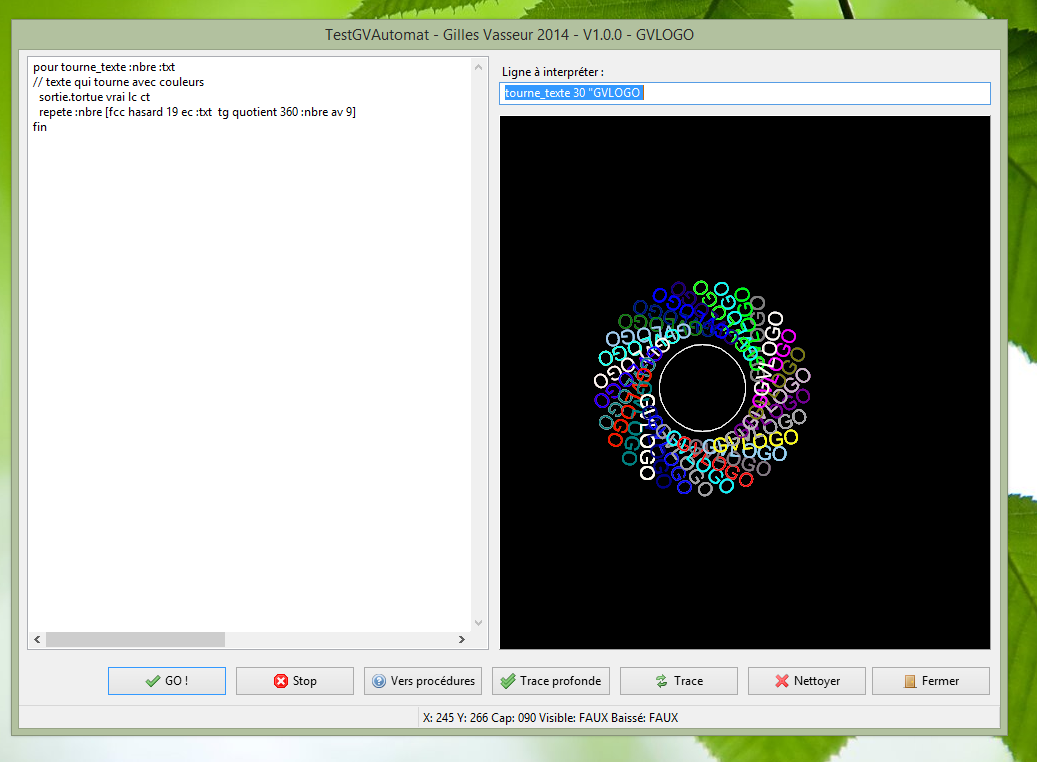 TestGVAutomat - Gilles Vasseur 2014 - V1.0.0 - GVLOGO
pour tourne_texte :nbre :txt
// texte qui tourne avec couleurs
sortie.tortue vrai lc ct
repete :nbre [fcc hasard 19 ec :txt  tg quotient 360 :nbre av 9]
fin
Ligne à interpréter :
tourne_texte 30 "GVLOGO
GVLOGO
GVLOGO
GVLOGO
GVLOGO
GO !
Stop
Vers procédures
Trace profonde
Trace
Nettoyer
Fermer
X: 245 Y: 266 Cap: 090 Visible: FAUX Baissé: FAUX